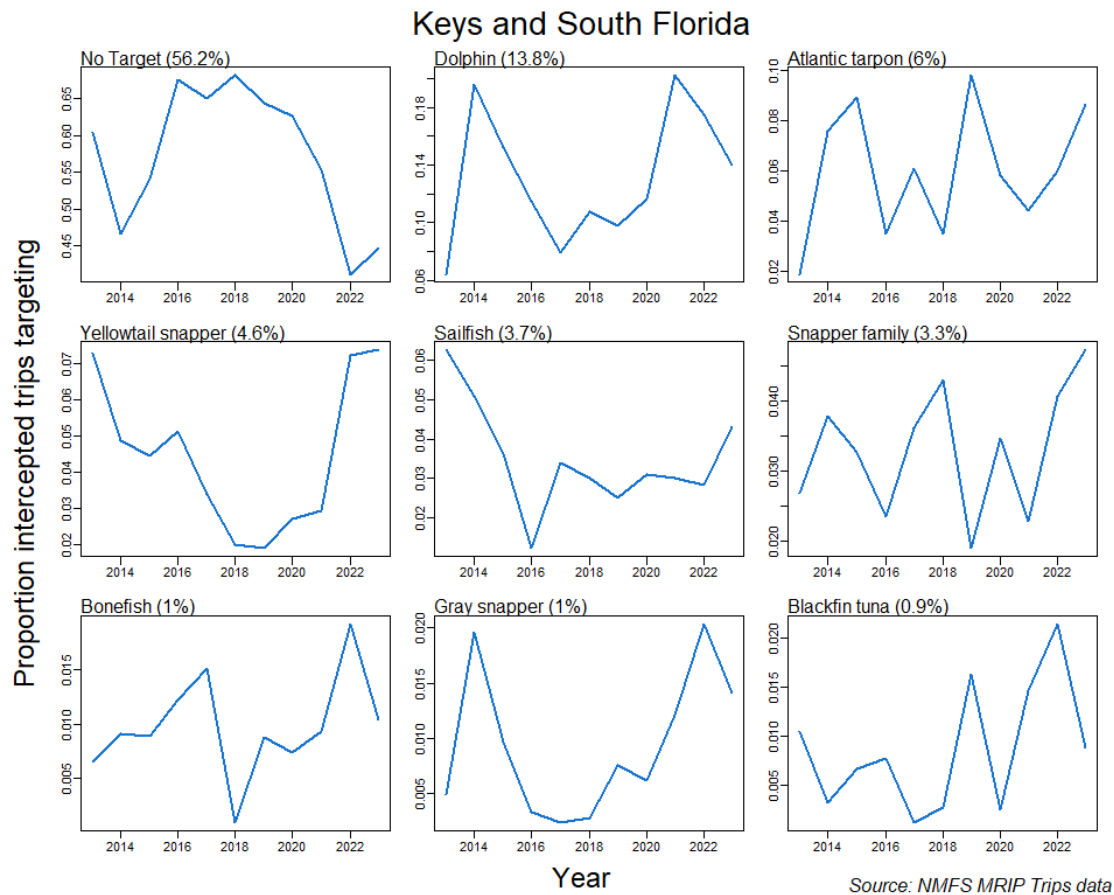 Keys and South Florida
Proportion intercepted trips targeting
No Target (56.2%)
0.65
0.60
0.55
0.50
0.45
2014 2016 2018 2020 2022
Dolphin (13.8%)
0.18
0.14
0.10
0.06
2014 2016 2018 2020 2022
Atlantic tarpon (6%)
0.10
0.08
0.06
0.04
0.02
2014 2016 2018 2020 2022
Yellowtail snapper (4.6%)
0.07
0.06
0.05
0.04
0.03
0.02
2014 2016 2018 2020 2022
Sailfish (3.7%)
0.06
0.05
0.04
0.03
0.02
2014 2016 2018 2020 2022
Snapper family (3.3%)
0.040
0.030
0.020
2014 2016 2018 2020 2022
Bonefish (1%)
0.015
0.010
0.005
2014 2016 2018 2020 2022
Gray snapper (1%)
0.020
0.015
0.010
0.005
2014 2016 2018 2020 2022
Blackfin tuna (0.9%)
0.020
0.015
0.010
0.005
2014 2016 2018 2020 2022
Year
Source: NMFS MRIP Trips data